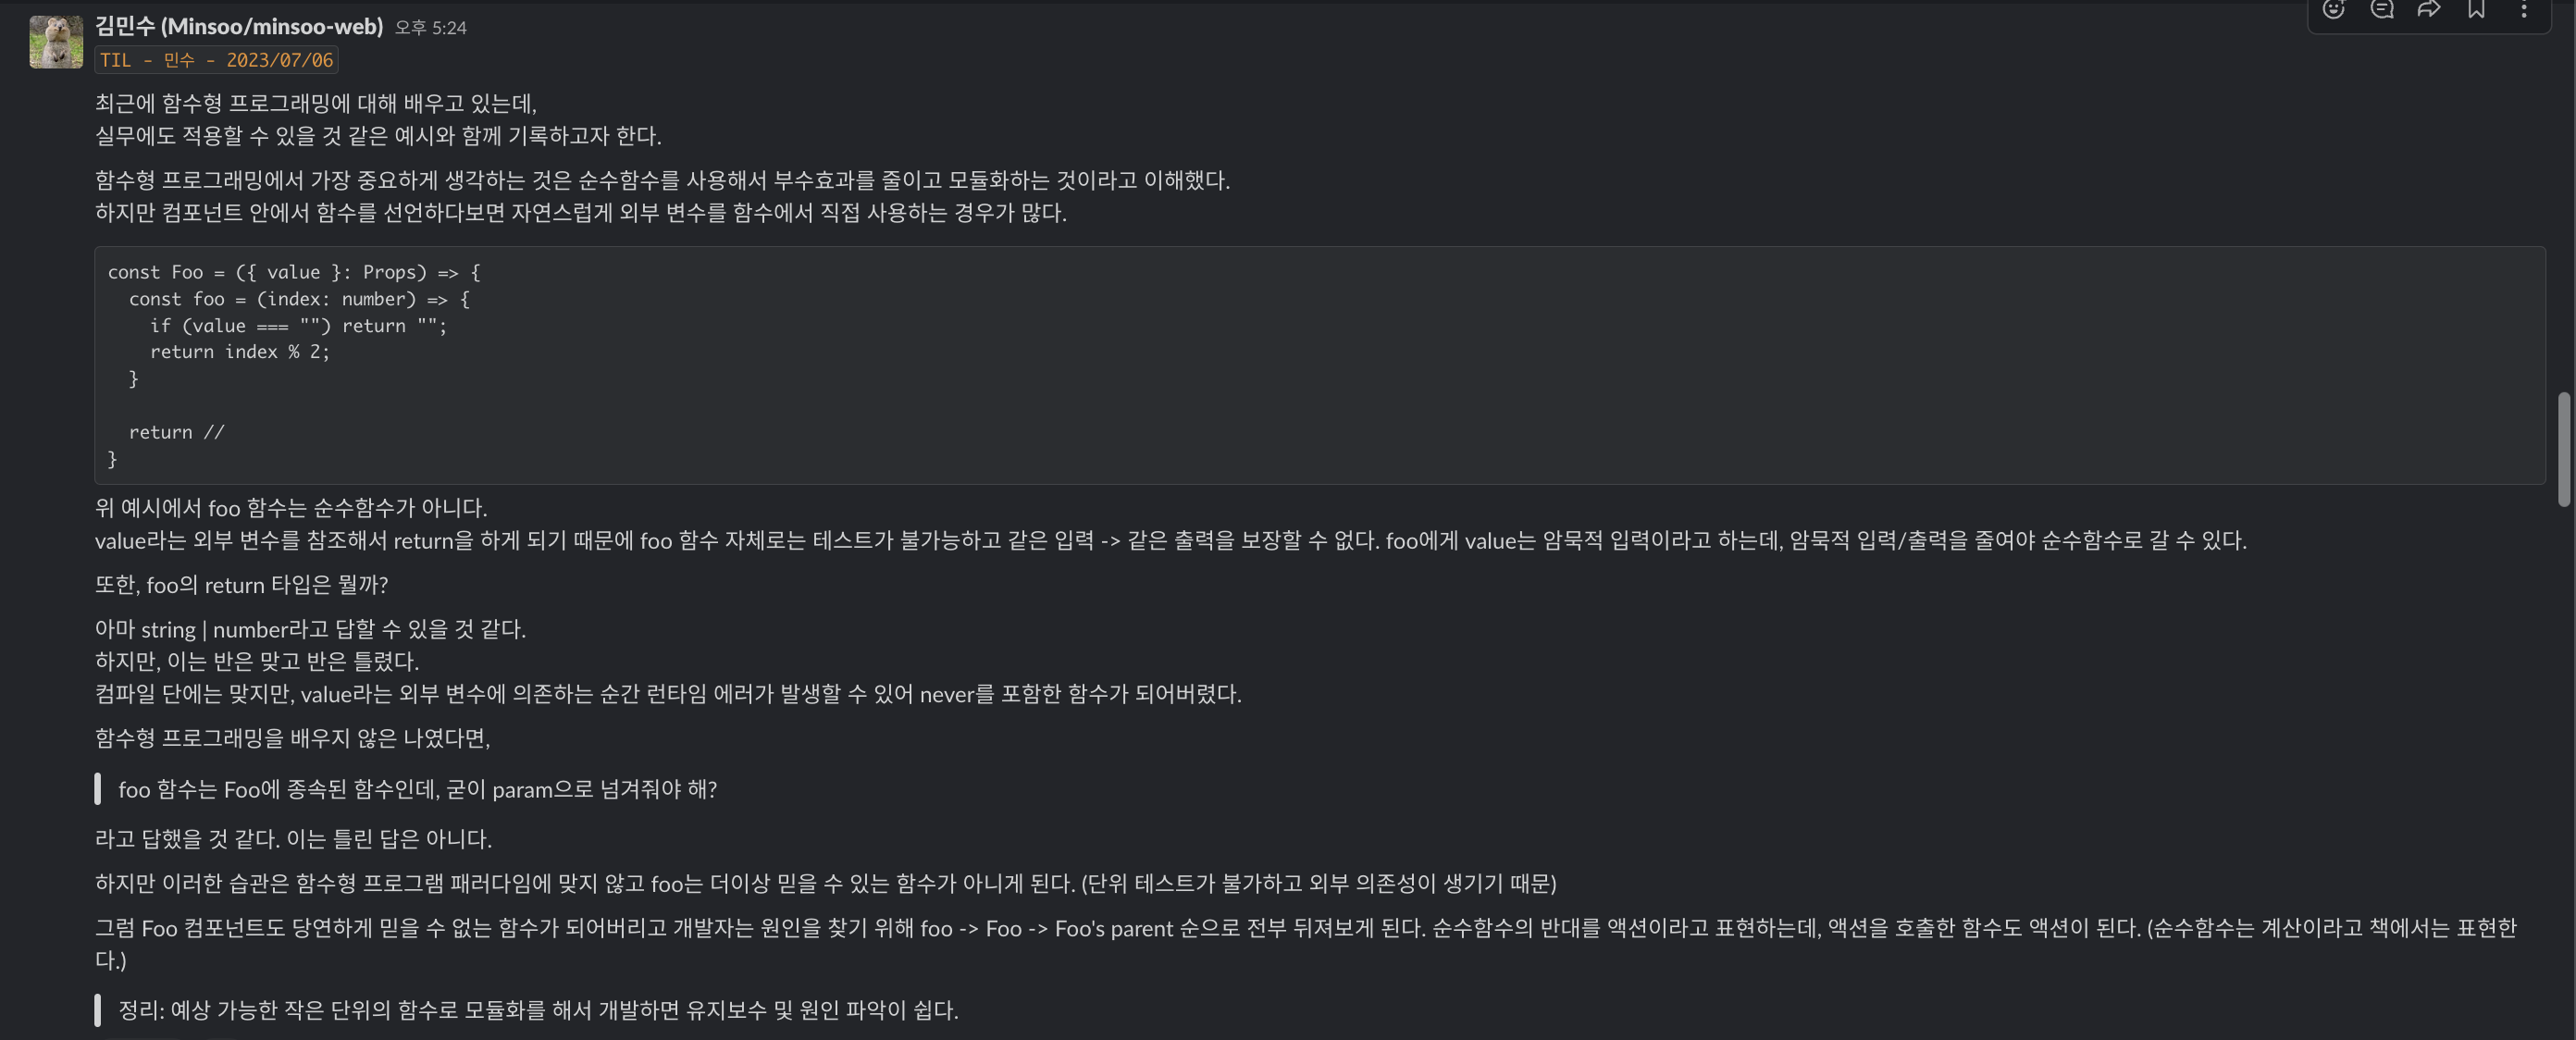 김민수 (Minsoo/minsoo-web) 오후 5:24
TIL - 민수 - 2023/07/06
최근에 함수형 프로그래밍에 대해 배우고 있는데,
실무에도 적용할 수 있을 것 같은 예시와 함께 기록하고자 한다.
함수형 프로그래밍에서 가장 중요하게 생각하는 것은 순수함수를 사용해서 부수효과를 줄이고 모듈화하는 것이라고 이해했다.
하지만 컴포넌트 안에서 함수를 선언하다보면 자연스럽게 외부 변수를 함수에서 직접 사용하는 경우가 많다.
const Foo = ({ value }: Props) => {
  const foo = (index: number) => {
    if (value === "") return "";
    return index % 2;
  }
  return //
}
위 예시에서 foo 함수는 순수함수가 아니다.
value라는 외부 변수를 참조해서 return을 하게 되기 때문에 foo 함수 자체로는 테스트가 불가능하고 같은 입력 -> 같은 출력을 보장할 수 없다. foo에게 value는 암묵적 입력이라고 하는데, 암묵적 입력/출력을 줄여야 순수함수로 갈 수 있다.
또한, foo의 return 타입은 뭘까?
아마 string | number라고 답할 수 있을 것 같다.
하지만, 이는 반은 맞고 반은 틀렸다.
컴파일 단에는 맞지만, value라는 외부 변수에 의존하는 순간 런타임 에러가 발생할 수 있어 never를 포함한 함수가 되어버렸다.
함수형 프로그래밍을 배우지 않은 나였다면,
foo 함수는 Foo에 종속된 함수인데, 굳이 param으로 넘겨줘야 해?
라고 답했을 것 같다. 이는 틀린 답은 아니다.
하지만 이러한 습관은 함수형 프로그램 패러다임에 맞지 않고 foo는 더이상 믿을 수 있는 함수가 아니게 된다. (단위 테스트가 불가하고 외부 의존성이 생기기 때문)
그럼 Foo 컴포넌트도 당연하게 믿을 수 없는 함수가 되어버리고 개발자는 원인을 찾기 위해 foo -> Foo -> Foo's parent 순으로 전부 뒤져보게 된다. 순수함수의 반대를 액션이라고 표현하는데, 액션을 호출한 함수도 액션이 된다. (순수함수는 계산이라고 책에서는 표현한
다.)
정리: 예상 가능한 작은 단위의 함수로 모듈화를 해서 개발하면 유지보수 및 원인 파악이 쉽다.